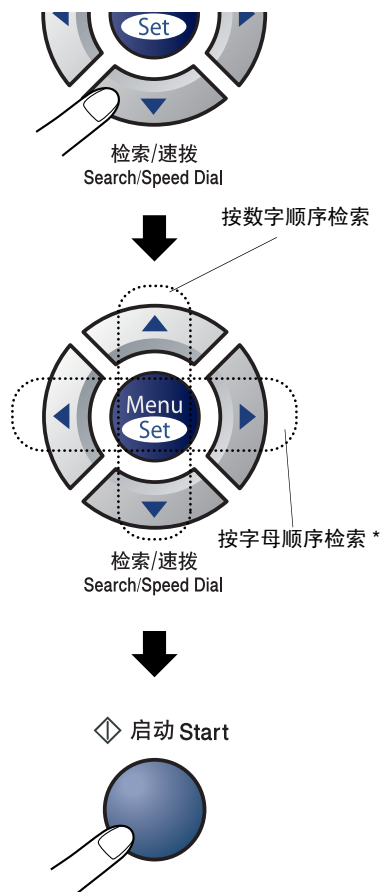 Set
检索/速拨
Search/Speed Dial
按数字顺序检索
Menu
Set
按字母顺序检索 *
检索/速拨
Search/Speed Dial
启动 Start